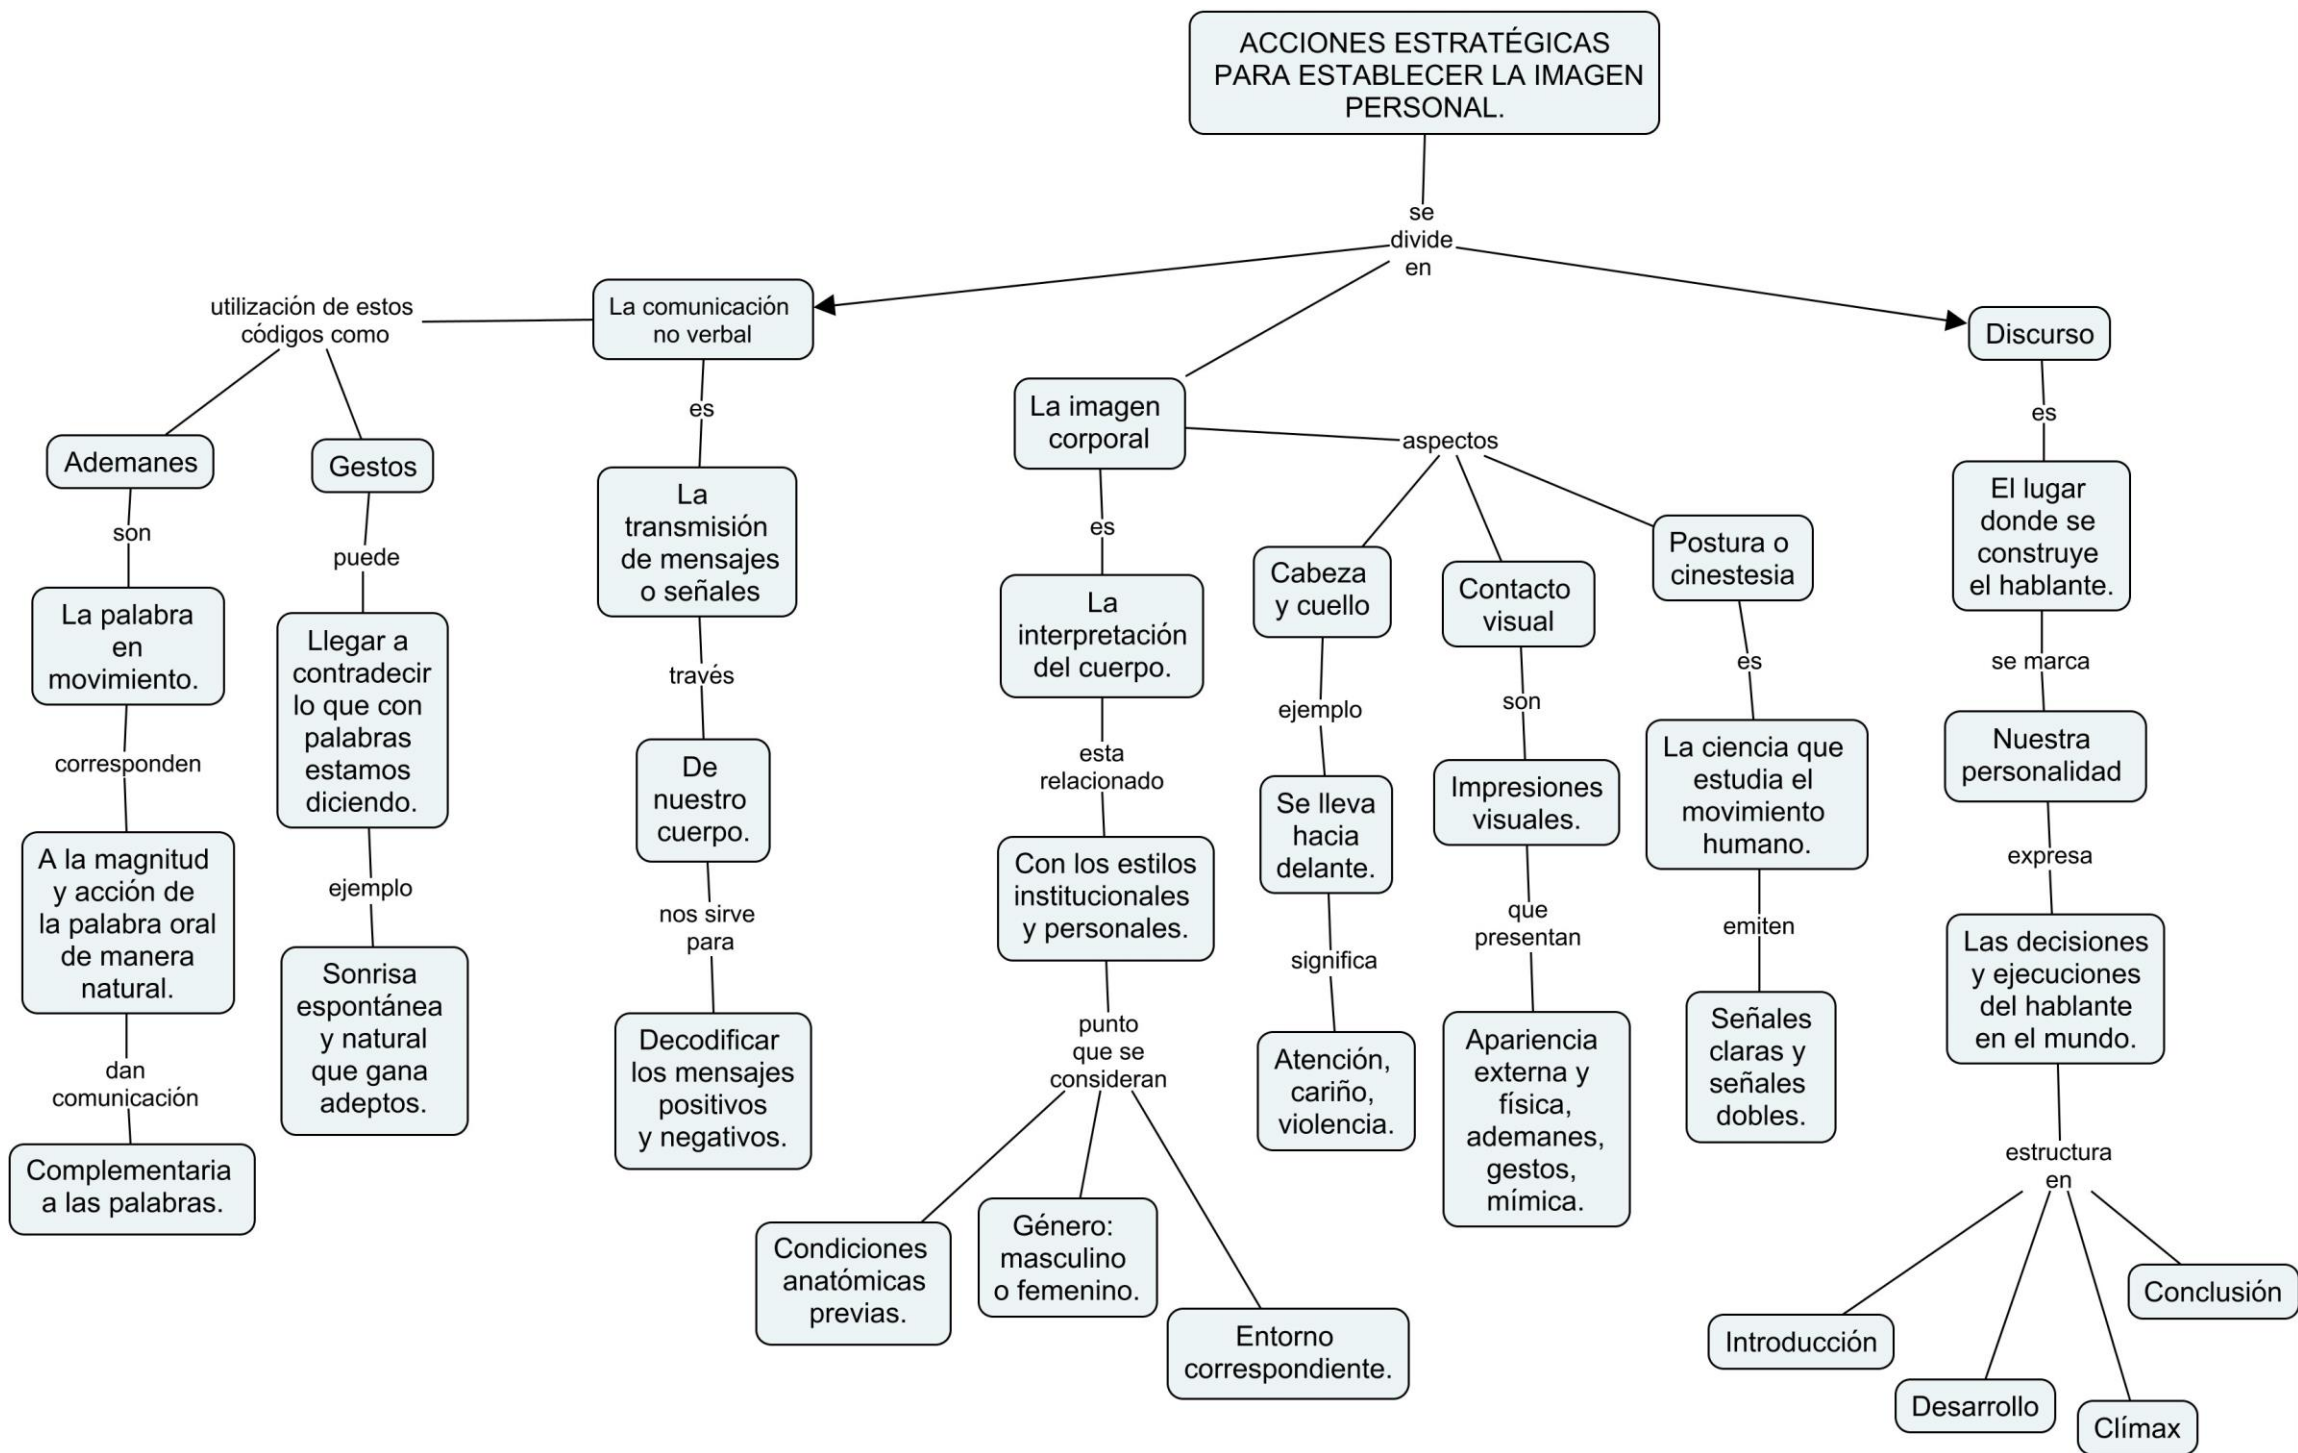 ACCIONES ESTRATÉGICAS
PARA ESTABLECER LA IMAGEN
PERSONAL.
se
divide
en
La comunicación
no verbal
utilización de estos
códigos como
Ademanes
son
La palabra
en
movimiento.
corresponden
A la magnitud
y acción de
la palabra oral
de manera
natural.
dan
comunicación
Complementaria
a las palabras.
Gestos
puede
Llegar a
contradecir
lo que con
palabras
estamos
diciendo.
ejemplo
Sonrisa
espontánea
y natural
que gana
adeptos.
es
La
transmisión
de mensajes
o señales
través
De
nuestro
cuerpo.
nos sirve
para
Decodificar
los mensajes
positivos
y negativos.
La imagen
corporal
es
La
interpretación
del cuerpo.
esta
relacionado
Con los estilos
institucionales
y personales.
punto
que se
consideran
Condiciones
anatómicas
previas.
Género:
masculino
o femenino.
Entorno
correspondiente.
aspectos
Cabeza
y cuello
ejemplo
Se lleva
hacia
delante.
significa
Atención,
cariño,
violencia.
Contacto
visual
son
Impresiones
visuales.
que
presentan
Apariencia
externa y
física,
ademanes,
gestos,
mímica.
Postura o
cinestesia
es
La ciencia que
estudia el
movimiento
humano.
emiten
Señales
claras y
señales
dobles.
Discurso
es
El lugar
donde se
construye
el hablante.
se marca
Nuestra
personalidad
expresa
Las decisiones
y ejecuciones
del hablante
en el mundo.
estructura
en
Introducción
Desarrollo
Clímax
Conclusión